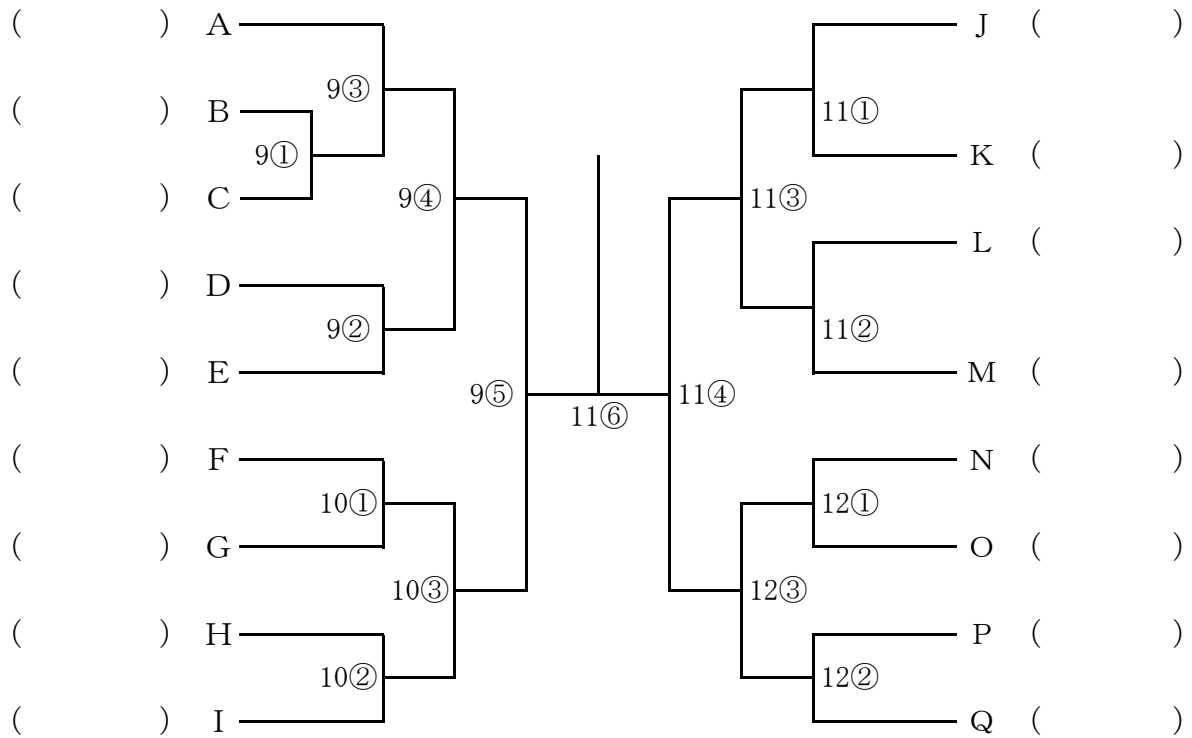 ( ) A
J ( )
9③
( ) B
11①
9①
K ( )
( ) C
9④
11③
L ( )
( ) D
9②
11②
( ) E
M ( )
9⑤
11④
11⑥
( ) F
N ( )
10①
12①
( ) G
O ( )
10③
12③
( ) H
P ( )
10②
12②
( ) I
Q ( )